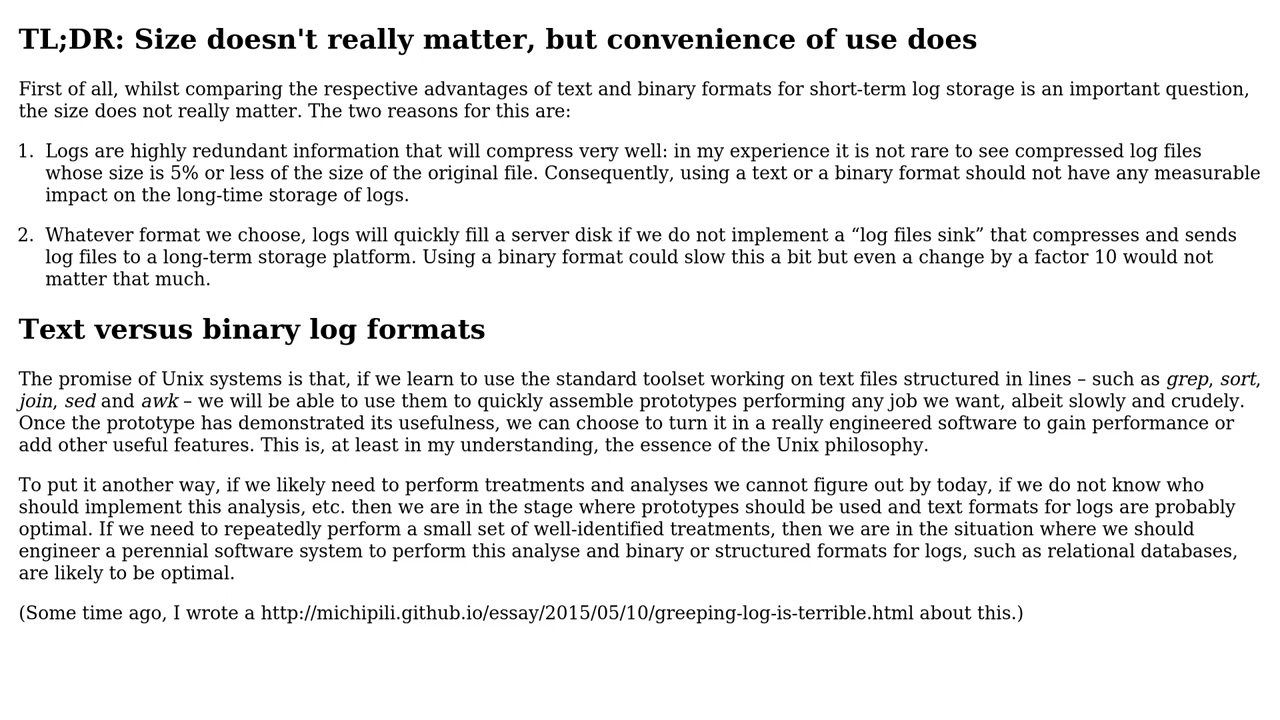 TL;DR: Size doesn't really matter, but convenience of use does
First of all, whilst comparing the respective advantages of text and binary formats for short-term log storage is an important question,
the size does not really matter. The two reasons for this are:
1. Logs are highly redundant information that will compress very well: in my experience it is not rare to see compressed log files
whose size is 5% or less of the size of the original file. Consequently, using a text or a binary format should not have any measurable
impact on the long-time storage of logs.
2. Whatever format we choose, logs will quickly fill a server disk if we do not implement a “log files sink” that compresses and sends
log files to a long-term storage platform. Using a binary format could slow this a bit but even a change by a factor 10 would not
matter that much.
Text versus binary log formats
The promise of Unix systems is that, if we learn to use the standard toolset working on text files structured in lines – such as grep, sort,
join, sed and awk – we will be able to use them to quickly assemble prototypes performing any job we want, albeit slowly and crudely.
Once the prototype has demonstrated its usefulness, we can choose to turn it in a really engineered software to gain performance or
add other useful features. This is, at least in my understanding, the essence of the Unix philosophy.
To put it another way, if we likely need to perform treatments and analyses we cannot figure out by today, if we do not know who
should implement this analysis, etc. then we are in the stage where prototypes should be used and text formats for logs are probably
optimal. If we need to repeatedly perform a small set of well-identified treatments, then we are in the situation where we should
engineer a perennial software system to perform this analyse and binary or structured formats for logs, such as relational databases,
are likely to be optimal.
(Some time ago, I wrote a http://michipili.github.io/essay/2015/05/10/greeping-log-is-terrible.html about this.)